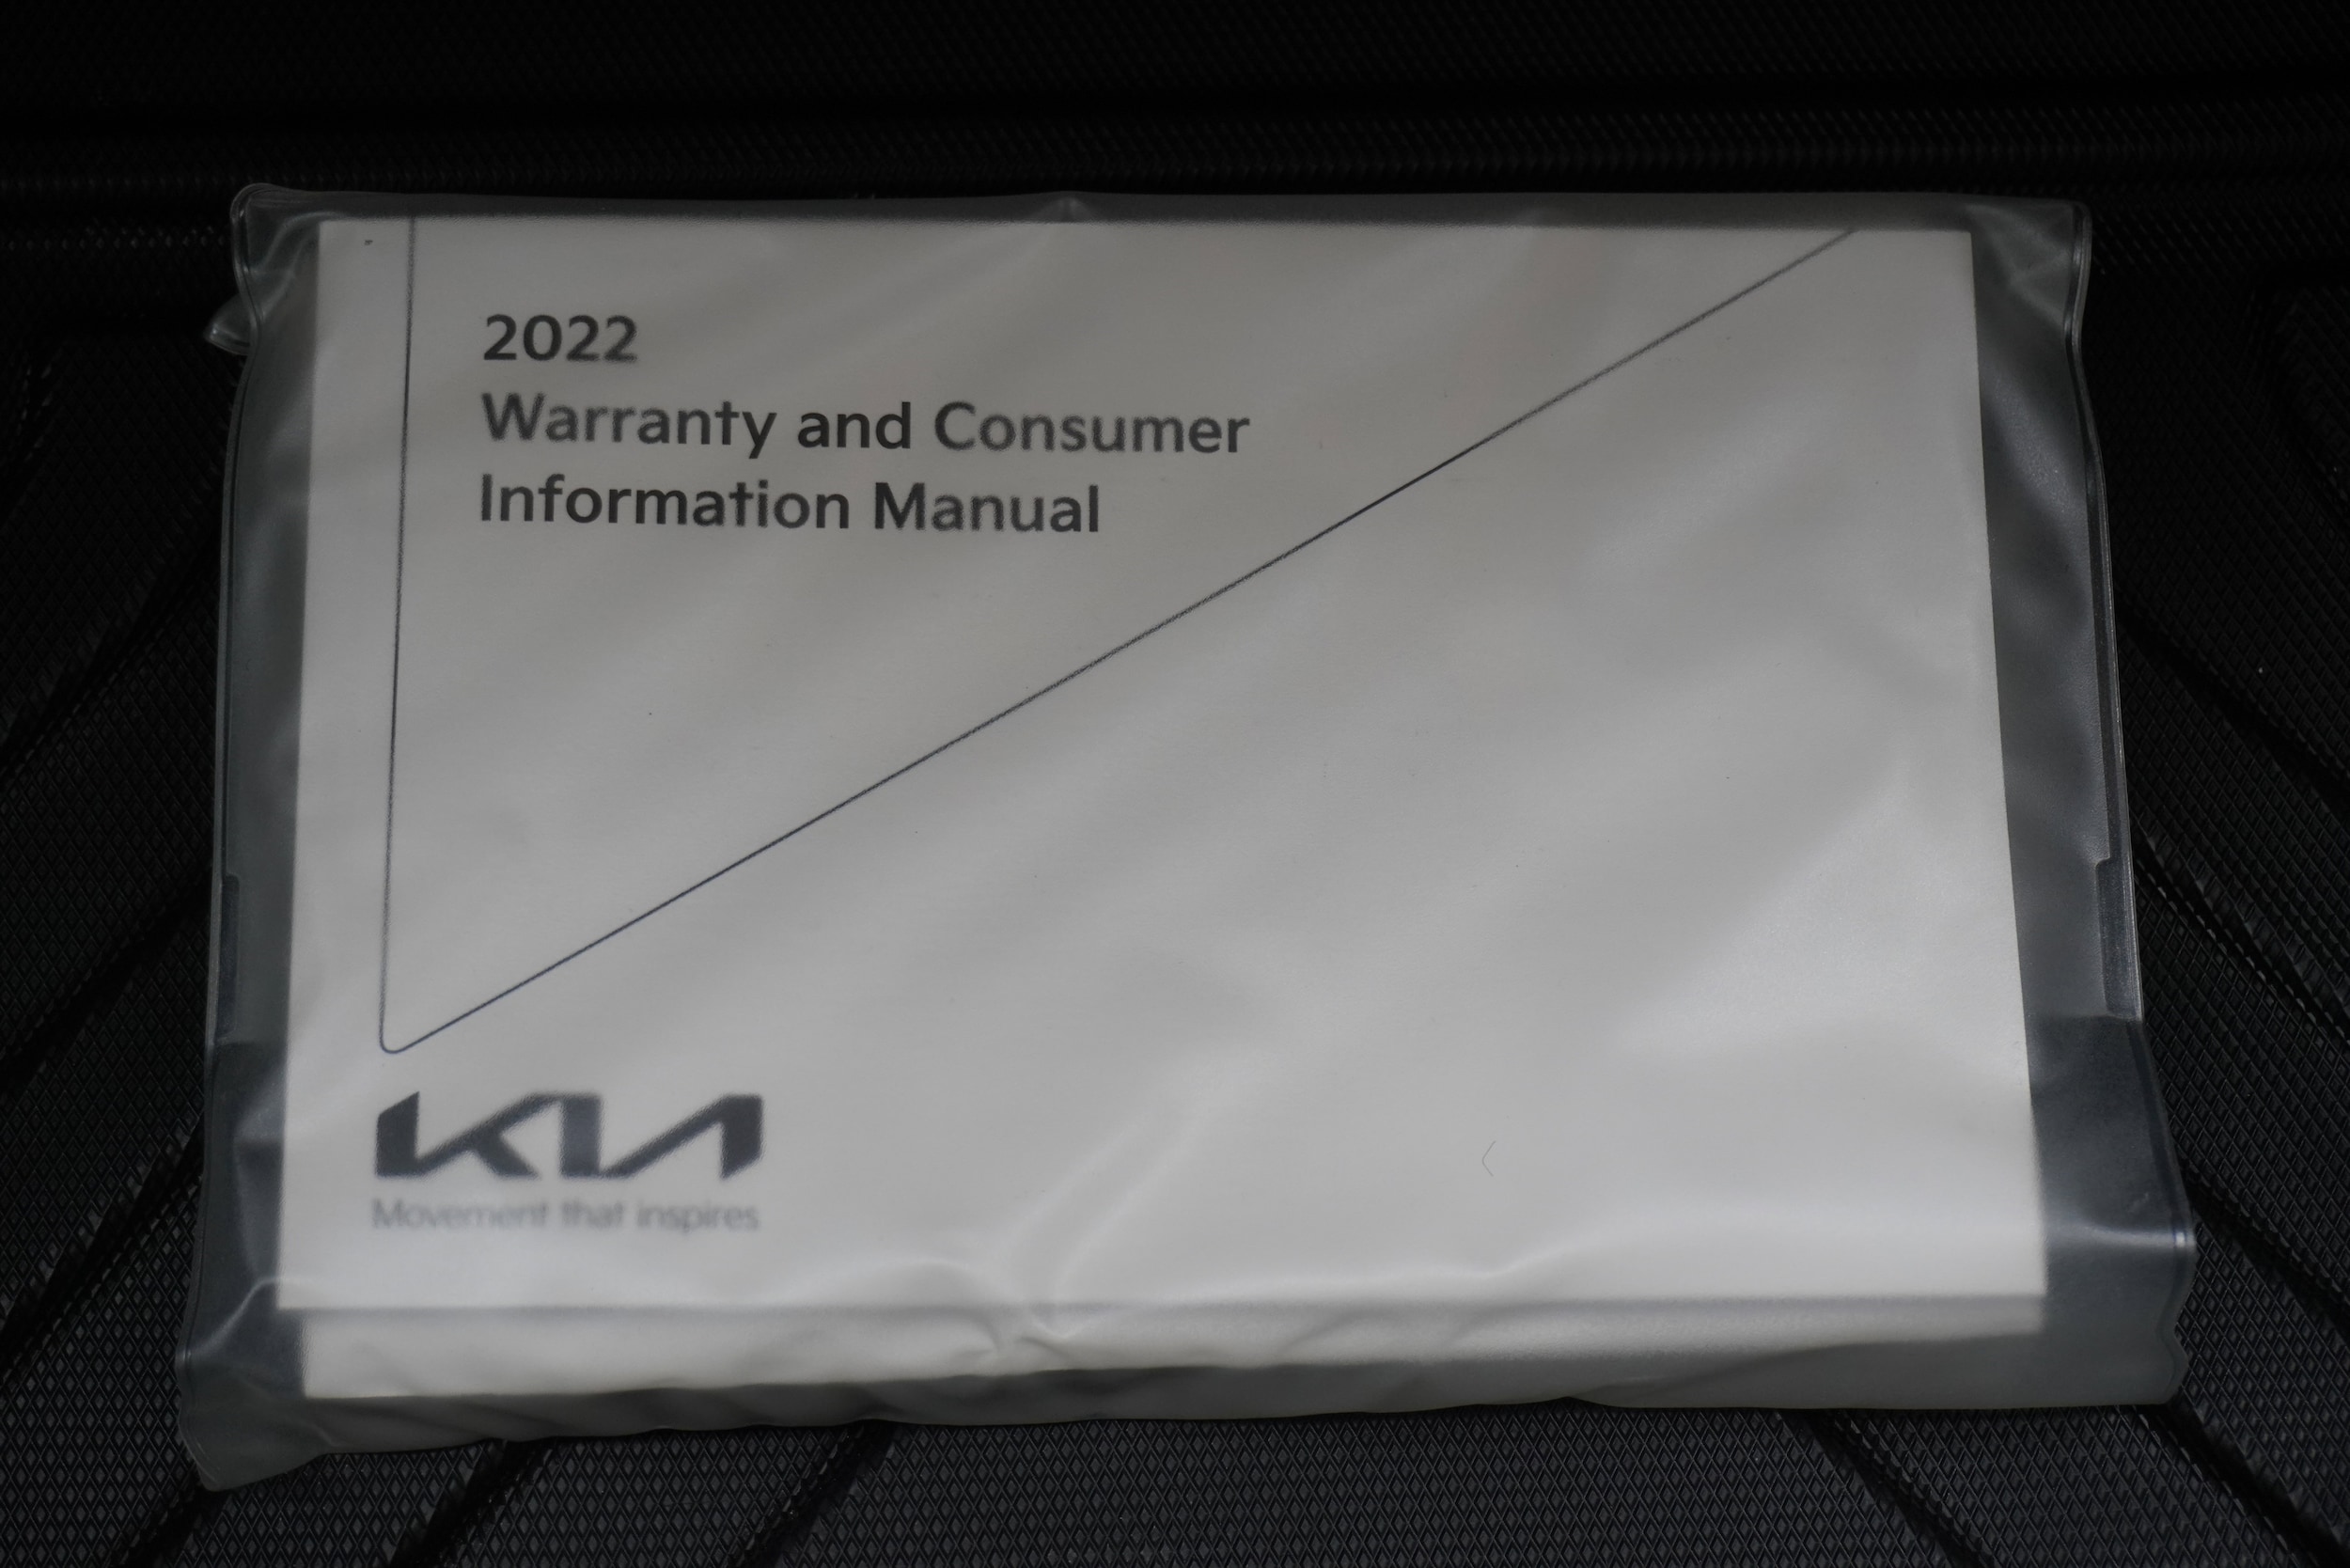 2022
Warranty and Consumer
Information Manual
KIA
Movement that inspires